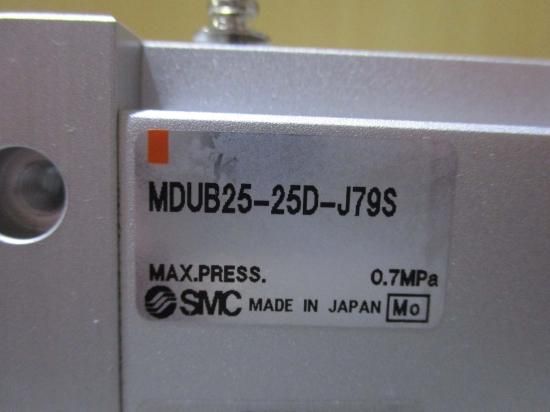 MDUB25-25D-J79S
MAX.PRESS. 0.7MPa
SMC MADE IN JAPAN Mo